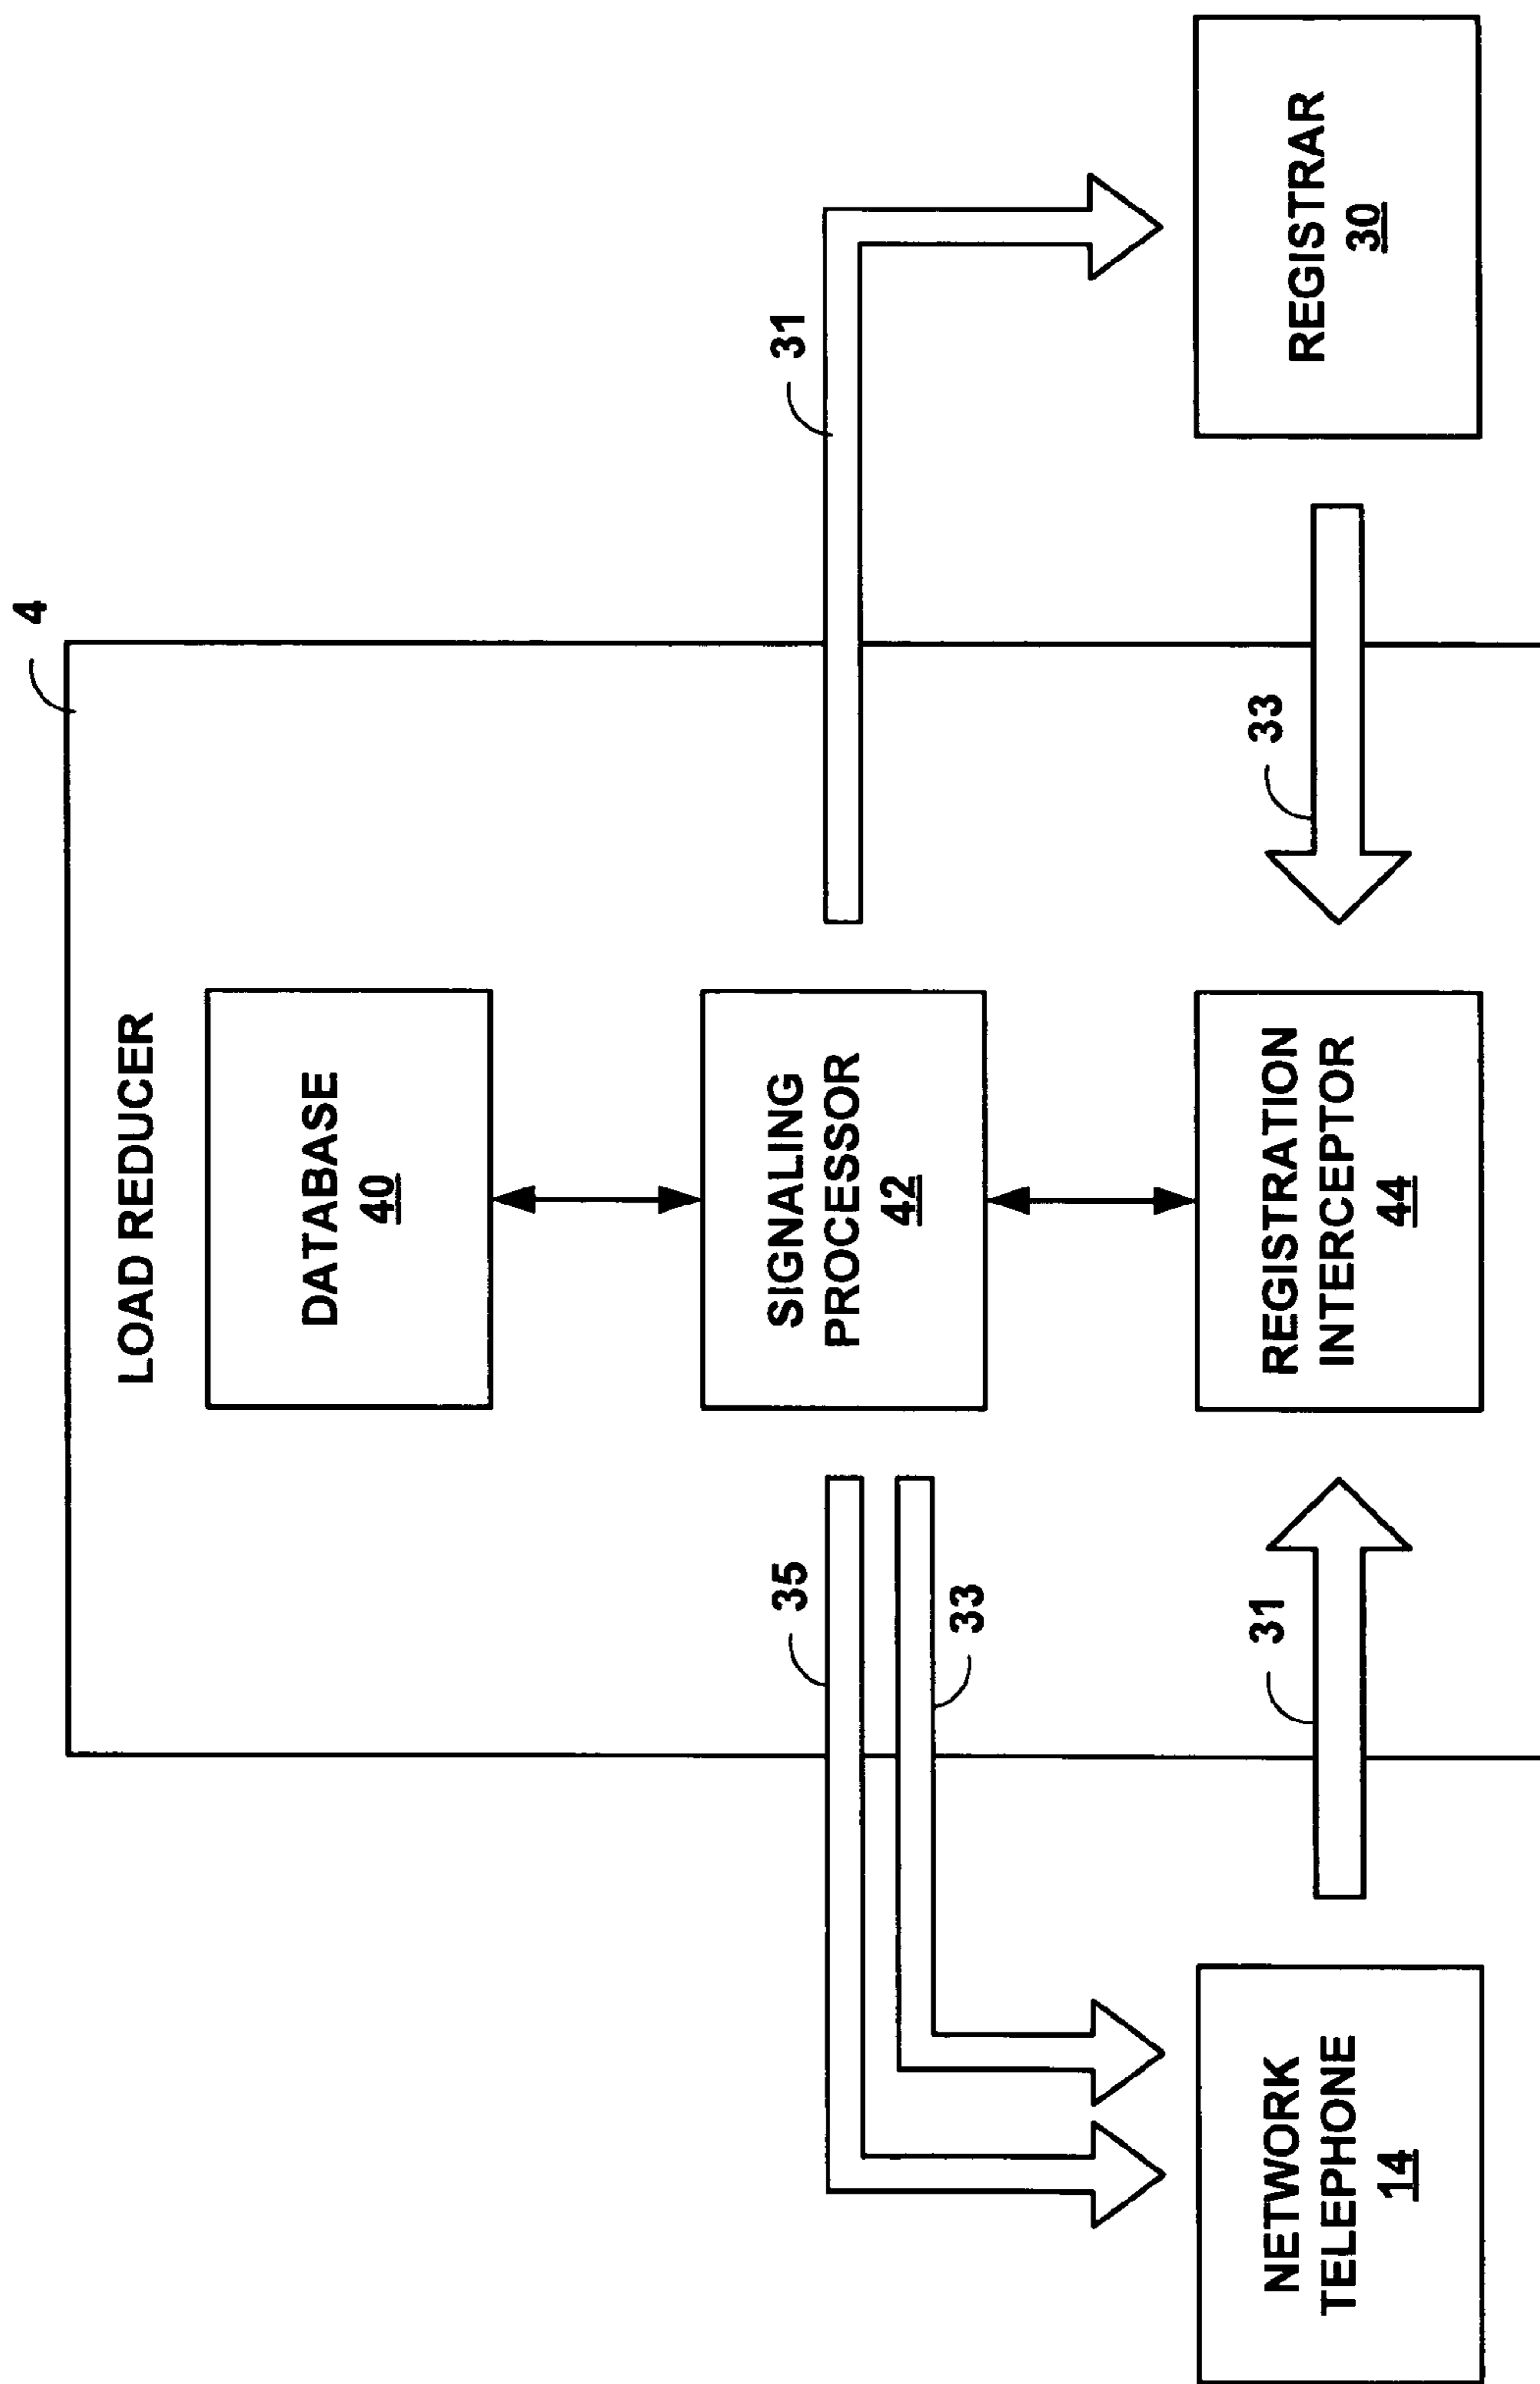 4
LOAD REDUCER
DATABASE
40
35
SIGNALING
PROCESSOR
42
31
33
31
33
NETWORK
TELEPHONE
14
REGISTRATION
INTERCEPTOR
44
REGISTRAR
30